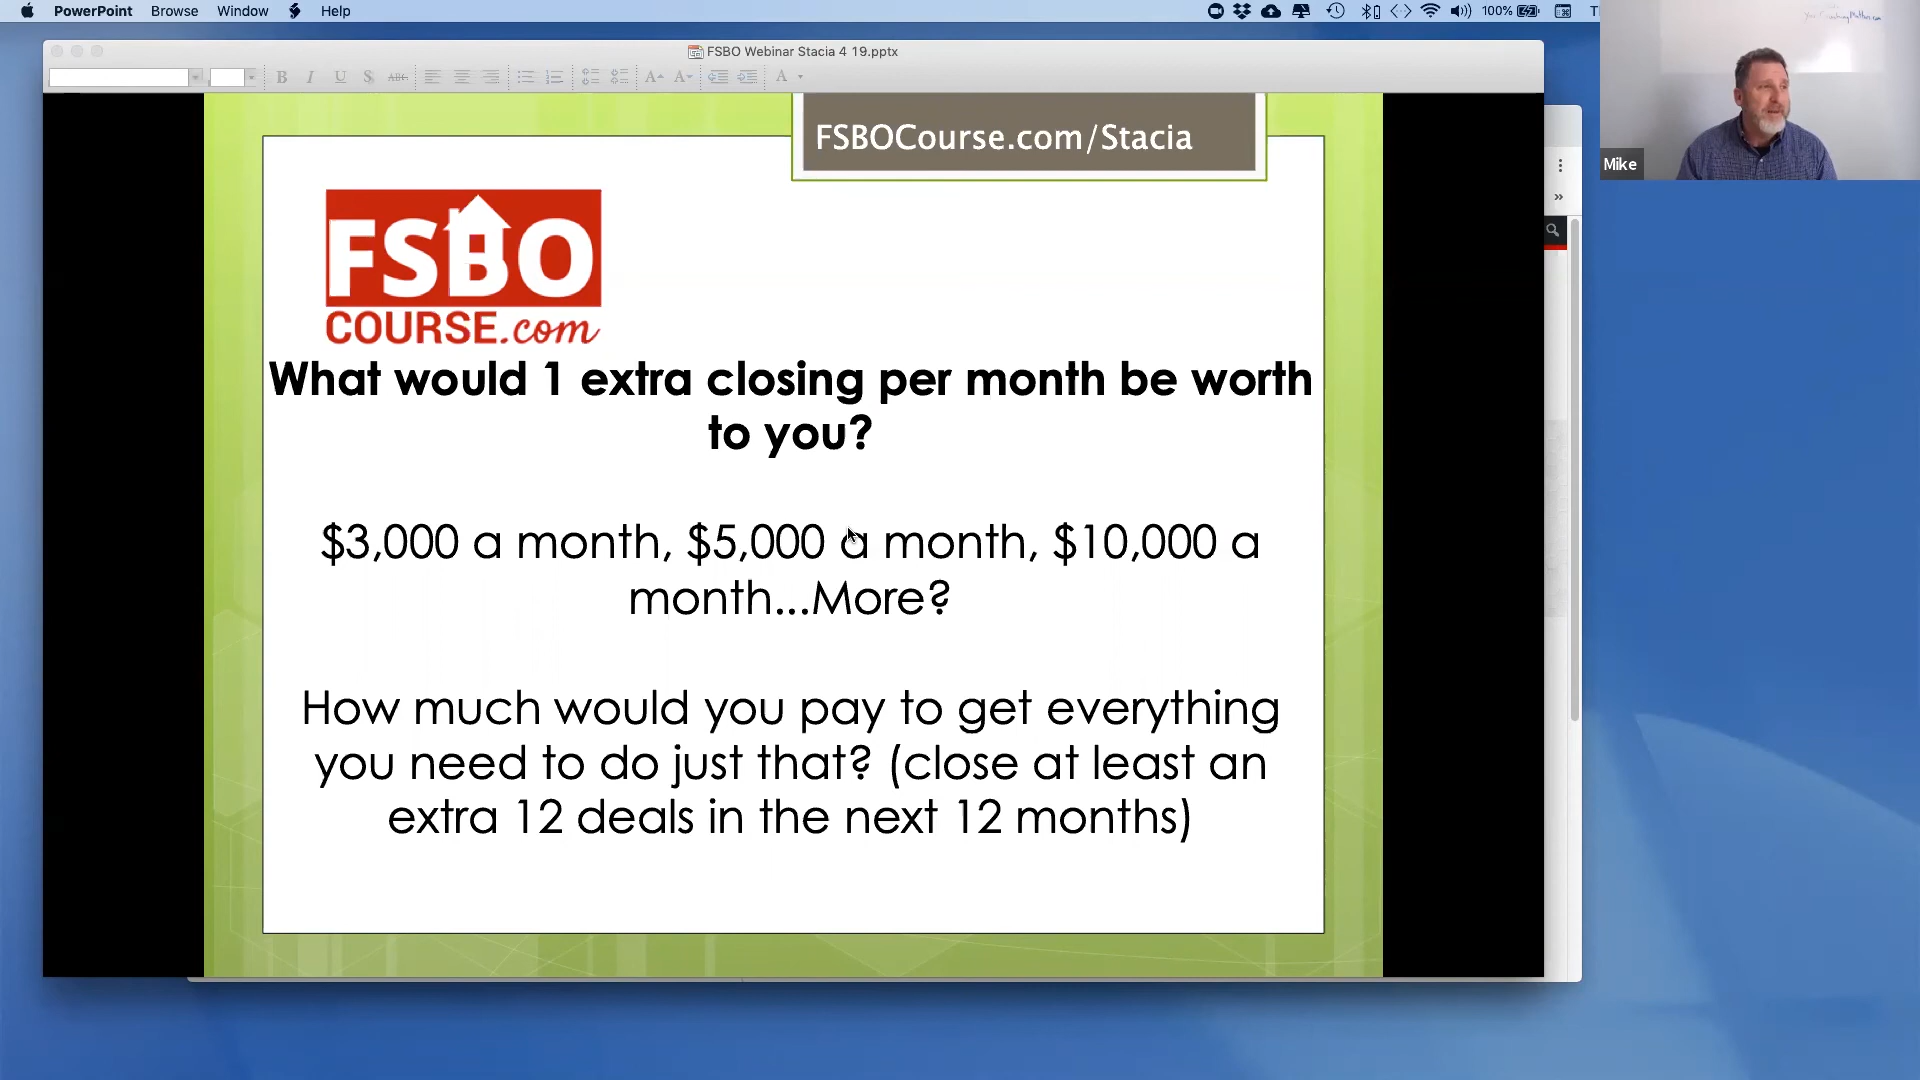 PowerPoint Browse Window Help
100%
FSBO Webinar Stacia 4 19.pptx
B I U S ABC A A A
FSBOCourse.com/Stacia
Mike
FSBO
COURSE.com
What would 1 extra closing per month be worth
to you?
$3,000 a month, $5,000 a month, $10,000 a
month...More?
How much would you pay to get everything
you need to do just that? (close at least an
extra 12 deals in the next 12 months)